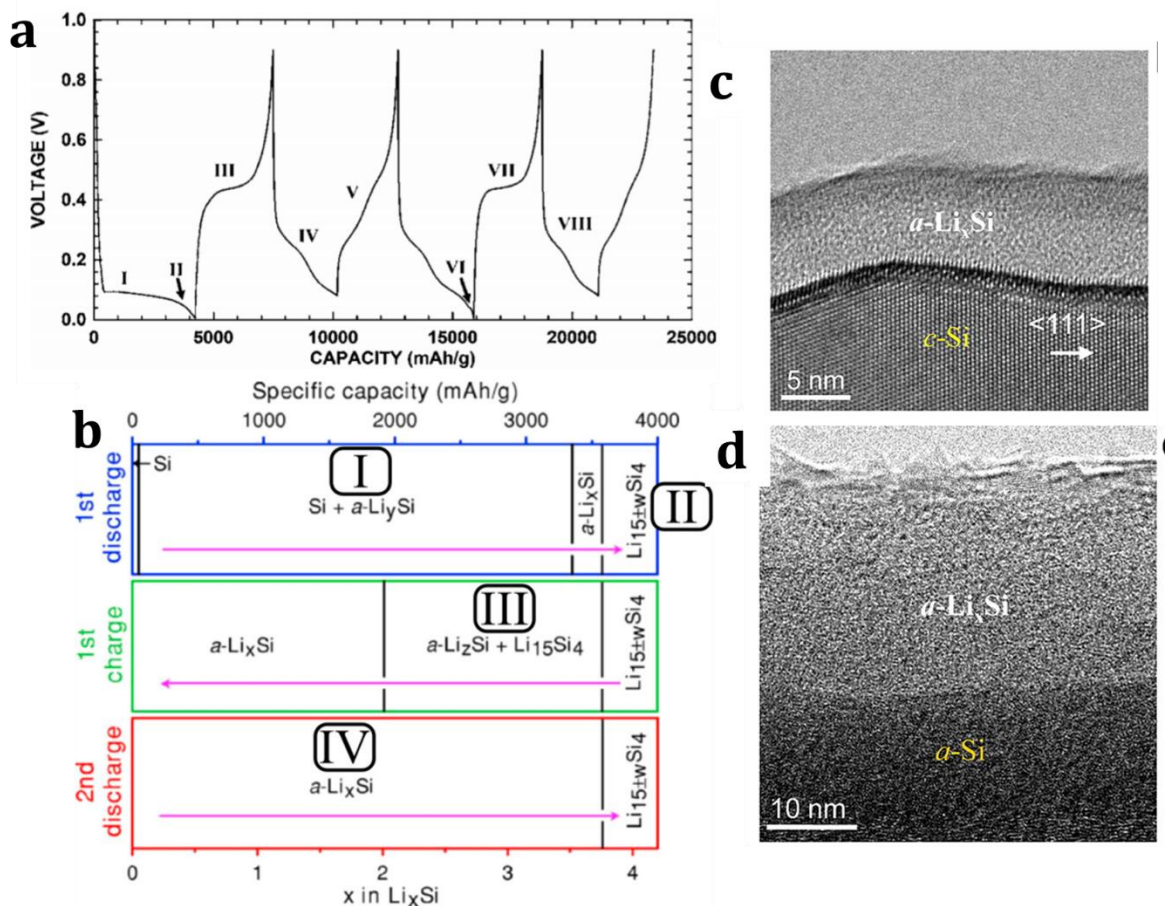 a
VOLTAGE (V)
1.0
0.8
0.6
0.4
0.2
0.0
I
II
III
IV
V
VI
VII
VIII
0
5000
10000
15000
20000
25000
CAPACITY (mAh/g)
b
Specific capacity (mAh/g)
0
1000
2000
3000
4000
1st
discharge
Si
I
Si + a-LiySi
a-LixSi
Li15±wSi4
II
1st
charge
a-LixSi
III
a-LizSi + Li15Si4
Li15±wSi4
2nd
discharge
IV
a-LixSi
Li15±wSi4
0
1
2
3
4
x in LixSi
c
a-LixSi
<111>
c-Si
5 nm
d
a-LixSi
a-Si
10 nm